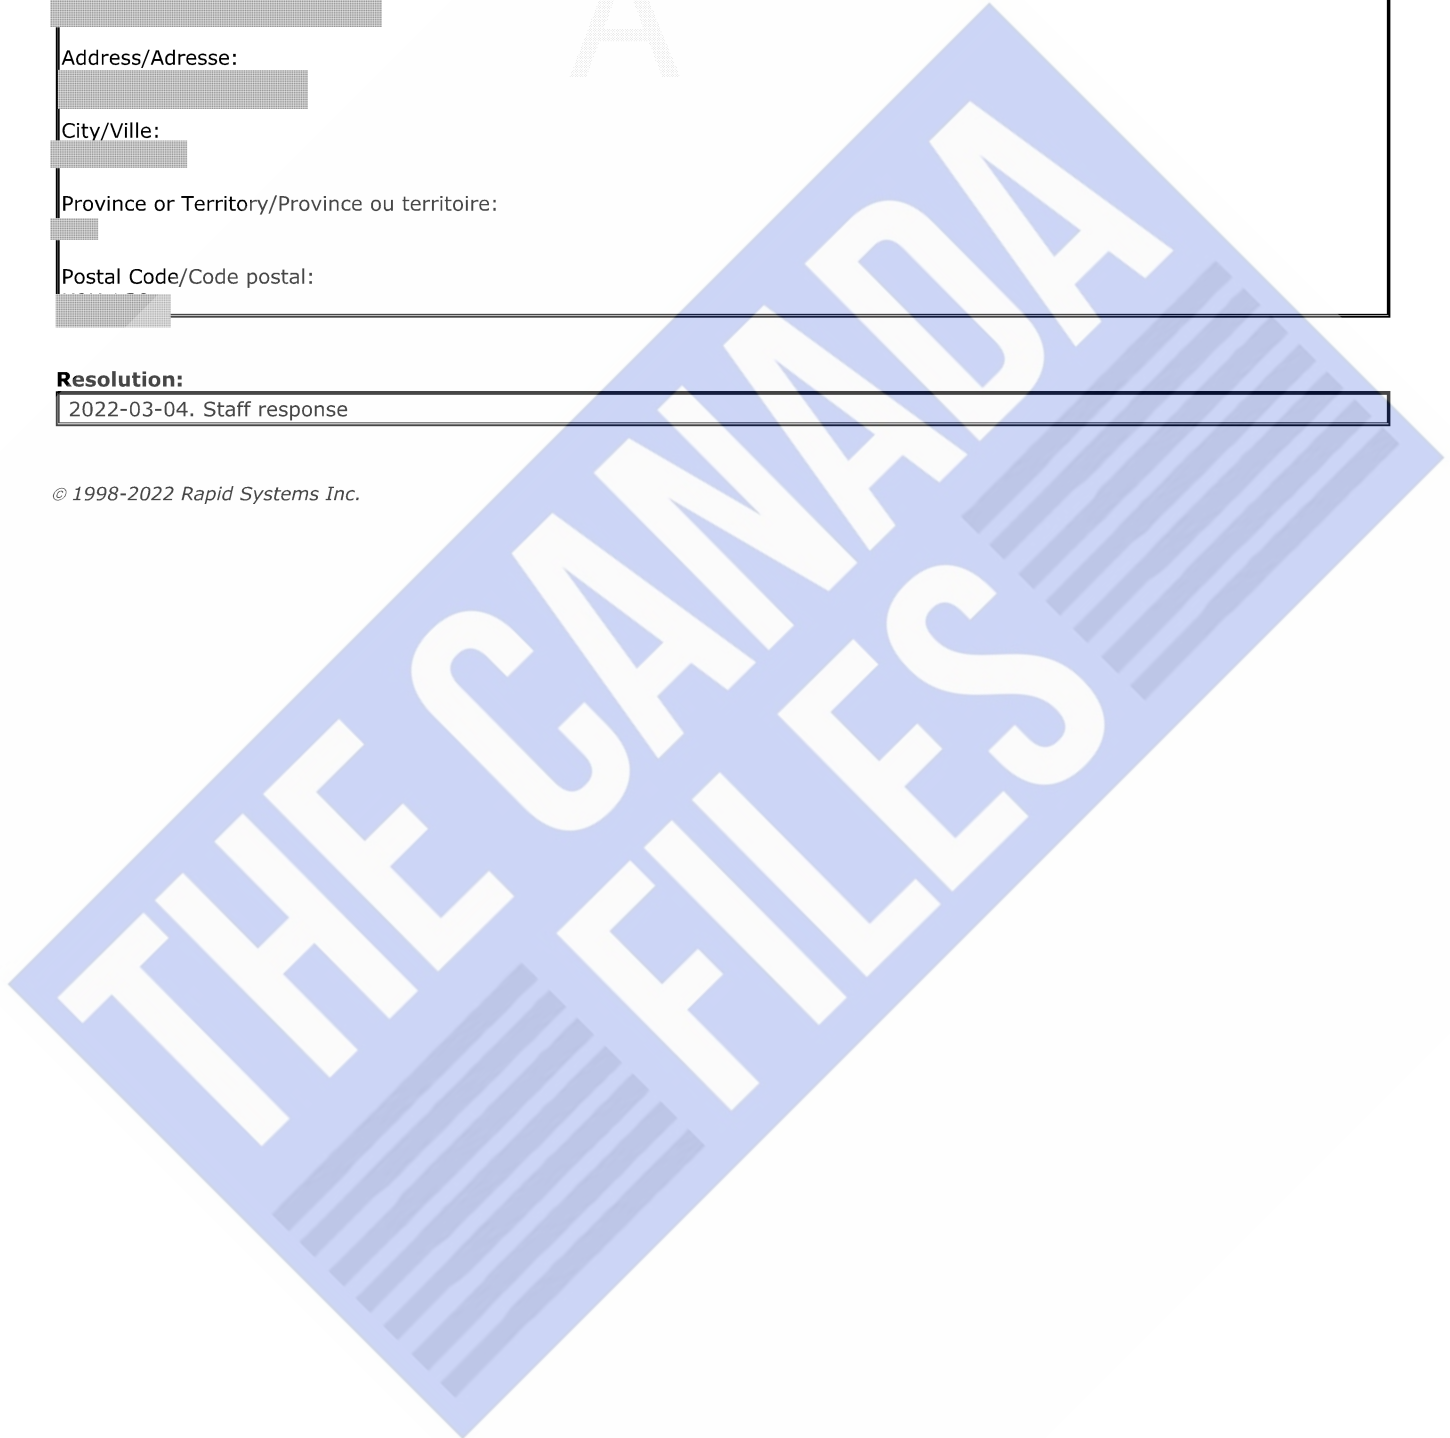 A
Address/Adresse:
City/Ville:
Province or Territory/Province ou territoire:
Postal Code/Code postal:
Resolution:
2022-03-04. Staff response
© 1998-2022 Rapid Systems Inc.
THE CANADA
FILES